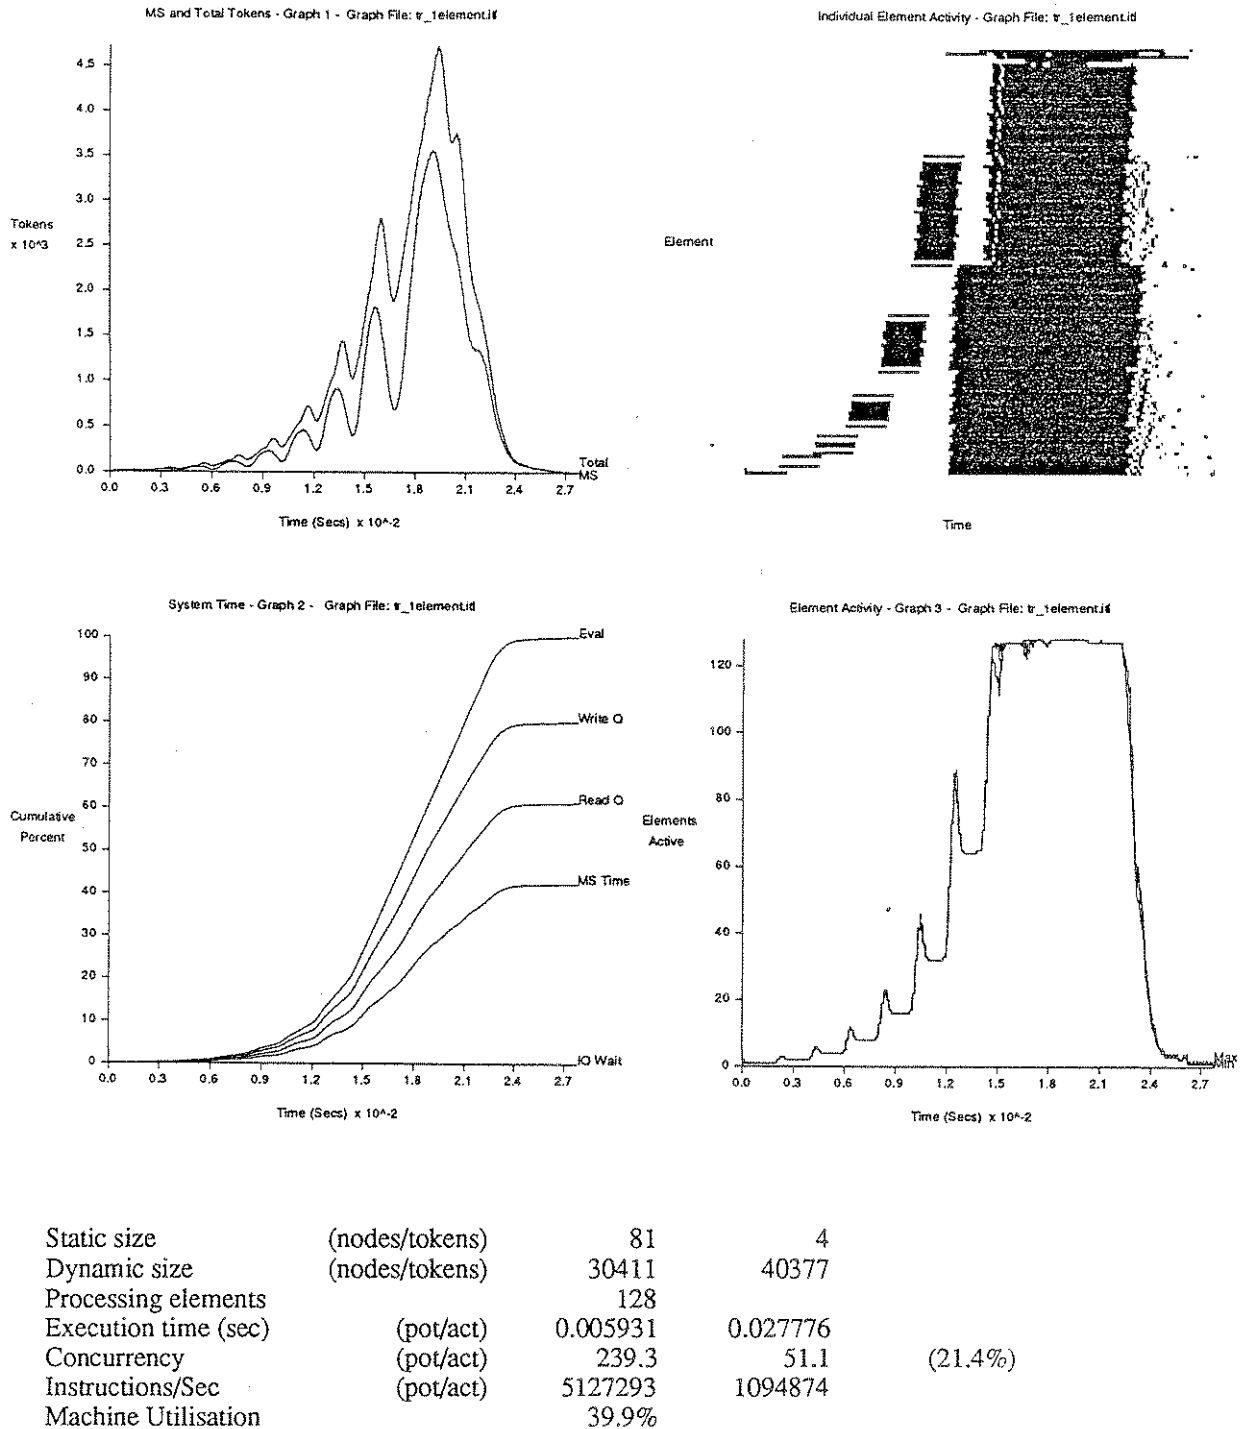 MS and Total Tokens - Graph 1 - Graph File: tr_1element.itl
4.5
4.0
3.5
3.0
Tokens
x 10^3
2.5
2.0
1.5
1.0
0.5
0.0
Total
MS
0.0 0.3 0.6 0.9 1.2 1.5 1.8 2.1 2.4 2.7
Time (Secs) x 10^-2
Individual Element Activity - Graph File: tr_1element.itl
Element
Time
System Time - Graph 2 - Graph File: tr_1element.itl
100
90
80
70
60
Cumulative
Percent
50
40
30
20
10
0
Eval
Write Q
Read Q
MS Time
IO Wait
0.0 0.3 0.6 0.9 1.2 1.5 1.8 2.1 2.4 2.7
Time (Secs) x 10^-2
Element Activity - Graph 3 - Graph File: tr_1element.itl
120
100
80
Elements
Active
60
40
20
0
Max
Min
0.0 0.3 0.6 0.9 1.2 1.5 1.8 2.1 2.4 2.7
Time (Secs) x 10^-2
Static size (nodes/tokens) 81 4
Dynamic size (nodes/tokens) 30411 40377
Processing elements 128
Execution time (sec) (pot/act) 0.005931 0.027776
Concurrency (pot/act) 239.3 51.1 (21.4%)
Instructions/Sec (pot/act) 5127293 1094874
Machine Utilisation 39.9%